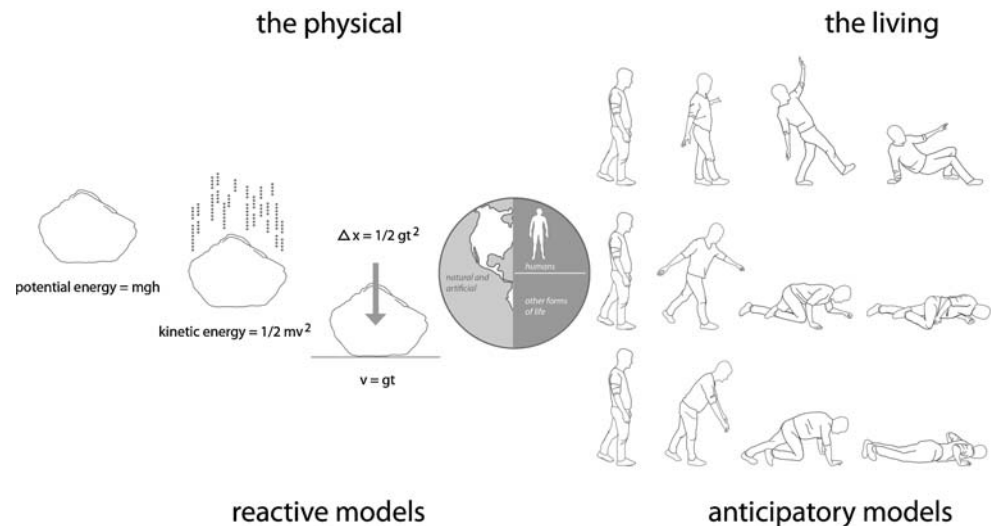 the physical
the living
Δ x = 1/2 gt²
humans
natural and
artificial
other forms
of life
potential energy = mgh
kinetic energy = 1/2 mv²
v = gt
reactive models
anticipatory models